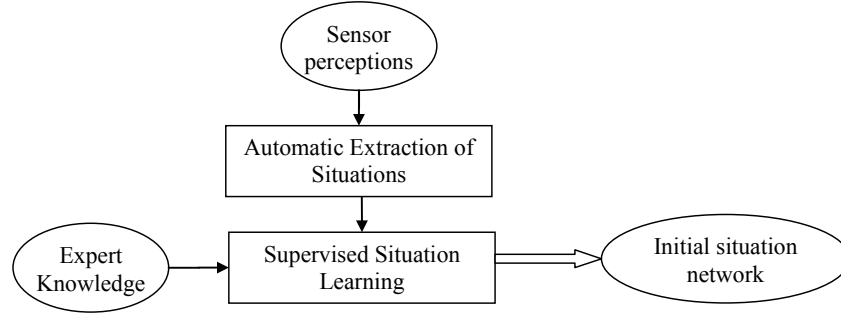 Sensor
perceptions
Automatic Extraction of
Situations
Expert
Knowledge
Supervised Situation
Learning
Initial situation
network